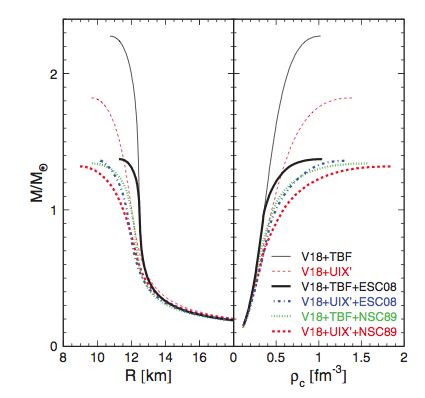 M/M☉
2
1
0
8 10 12 14 16 0 0.5 1 1.5 2
R [km] ρc [fm⁻³]
V18+TBF
V18+UIX'
V18+TBF+ESC08
V18+UIX'+ESC08
V18+TBF+NSC89
V18+UIX'+NSC89